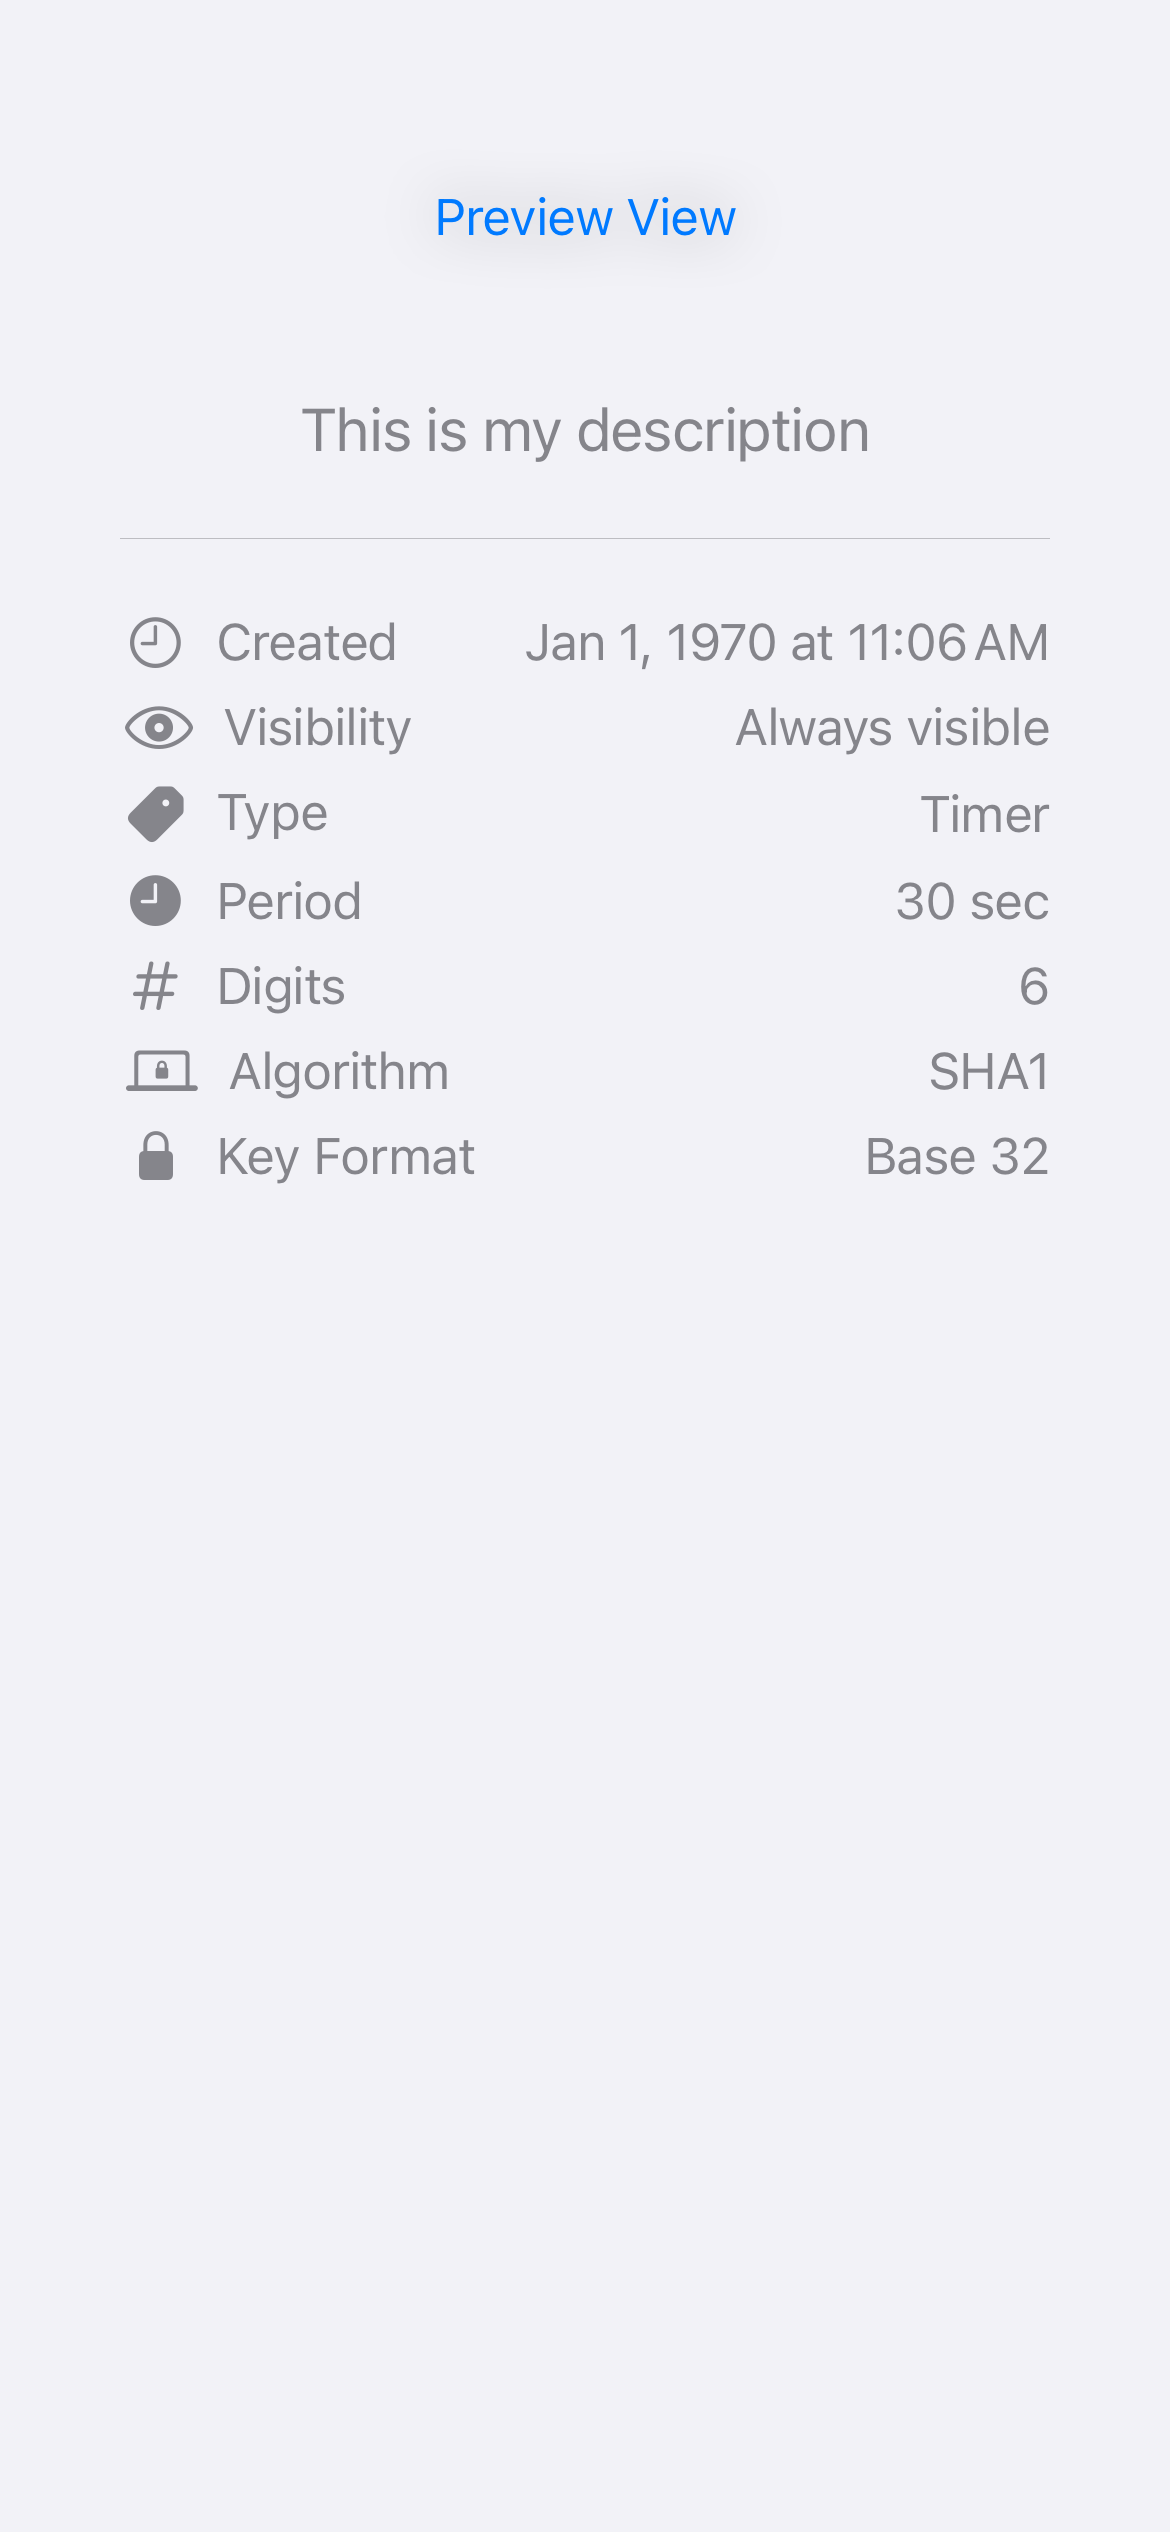 Preview View
This is my description
Created Jan 1, 1970 at 11:06 AM
Visibility Always visible
Type Timer
Period 30 sec
Digits 6
Algorithm SHA1
Key Format Base 32